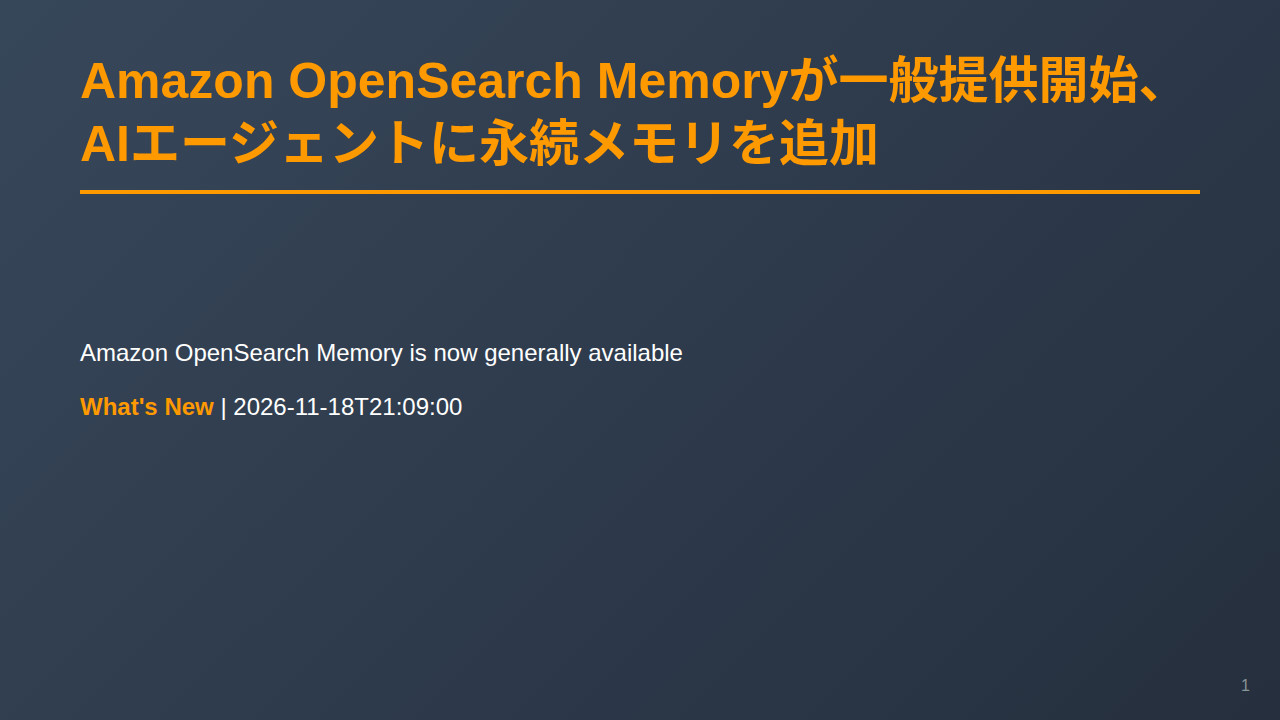 Amazon OpenSearch Memoryが一般提供開始、
AIエージェントに永続メモリを追加
Amazon OpenSearch Memory is now generally available
What's New | 2026-11-18T21:09:00
1